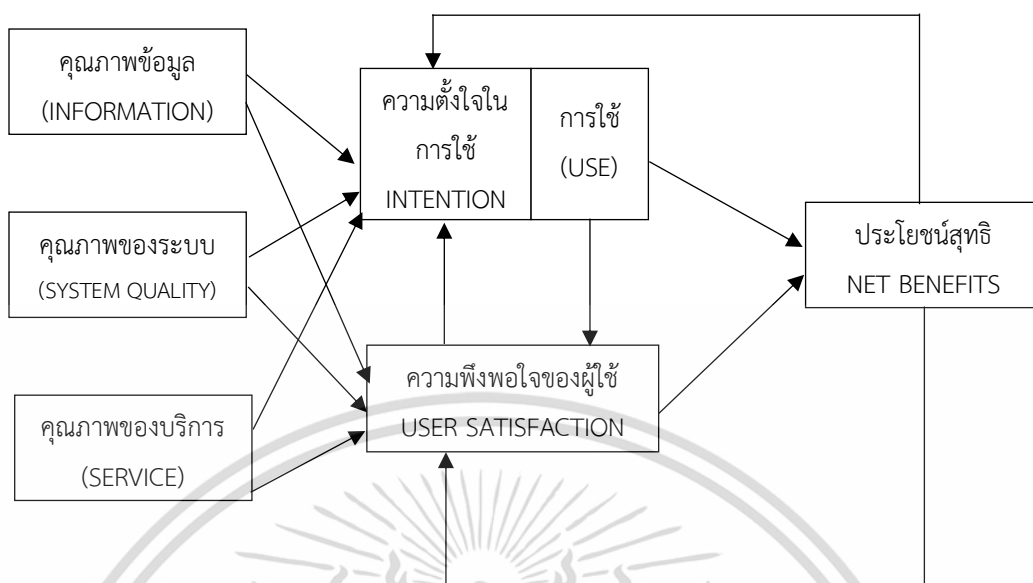 คุณภาพข้อมูล
(INFORMATION)
ความตั้งใจใน
การใช้
INTENTION
การใช้
(USE)
คุณภาพของระบบ
(SYSTEM QUALITY)
ประโยชน์สุทธิ
NET BENEFITS
ความพึงพอใจของผู้ใช้
USER SATISFACTION
คุณภาพของบริการ
(SERVICE)